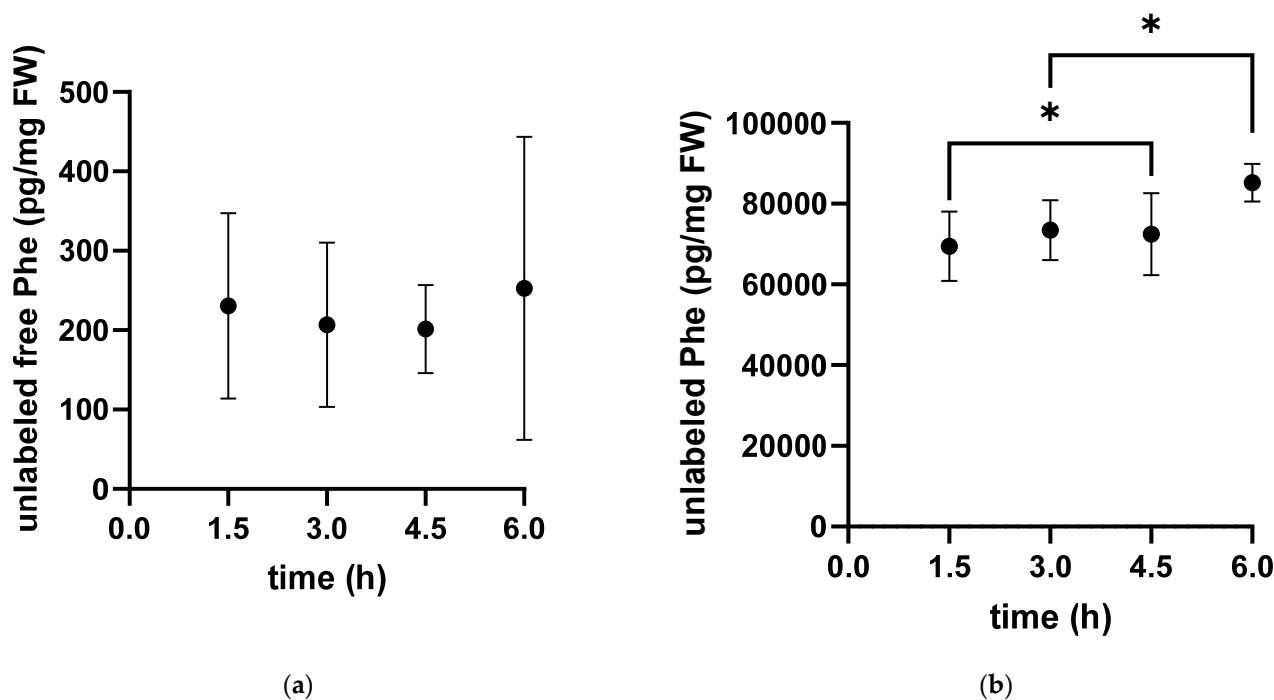 unlabeled free Phe (pg/mg FW)
500
400
300
200
100
0
0.0 1.5 3.0 4.5 6.0
time (h)
(a)
unlabeled Phe (pg/mg FW)
*
*
100000
80000
60000
40000
20000
0
0.0 1.5 3.0 4.5 6.0
time (h)
(b)